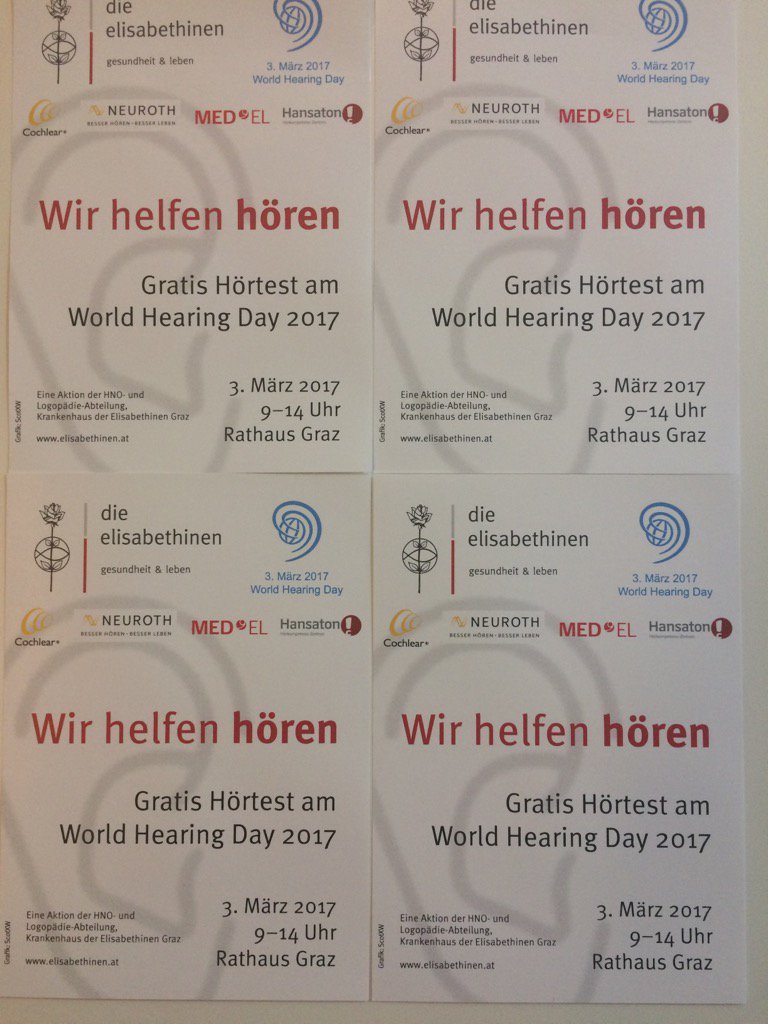 die
elisabethinen
gesundheit & leben
3. März 2017
World Hearing Day
Cochlear
NEUROTH
BESSER HÖREN · BESSER LEBEN
MED EL
Hansaton
Wir helfen hören
Gratis Hörtest am
World Hearing Day 2017
Eine Aktion der HNO- und
Logopädie-Abteilung,
Krankenhaus der Elisabethinen Graz
www.elisabethinen.at
3. März 2017
9–14 Uhr
Rathaus Graz
Grafik: ScottXW
die
elisabethinen
gesundheit & leben
3. März 2017
World Hearing Day
Cochlear
NEUROTH
BESSER HÖREN · BESSER LEBEN
MED EL
Hansaton
Wir helfen hören
Gratis Hörtest am
World Hearing Day 2017
Eine Aktion der HNO- und
Logopädie-Abteilung,
Krankenhaus der Elisabethinen Graz
www.elisabethinen.at
3. März 2017
9–14 Uhr
Rathaus Graz
Grafik: ScottXW
die
elisabethinen
gesundheit & leben
3. März 2017
World Hearing Day
Cochlear
NEUROTH
BESSER HÖREN · BESSER LEBEN
MED EL
Hansaton
Wir helfen hören
Gratis Hörtest am
World Hearing Day 2017
Eine Aktion der HNO- und
Logopädie-Abteilung,
Krankenhaus der Elisabethinen Graz
www.elisabethinen.at
3. März 2017
9–14 Uhr
Rathaus Graz
Grafik: ScottXW
die
elisabethinen
gesundheit & leben
3. März 2017
World Hearing Day
Cochlear
NEUROTH
BESSER HÖREN · BESSER LEBEN
MED EL
Hansaton
Wir helfen hören
Gratis Hörtest am
World Hearing Day 2017
Eine Aktion der HNO- und
Logopädie-Abteilung,
Krankenhaus der Elisabethinen Graz
www.elisabethinen.at
3. März 2017
9–14 Uhr
Rathaus Graz
Grafik: ScottXW